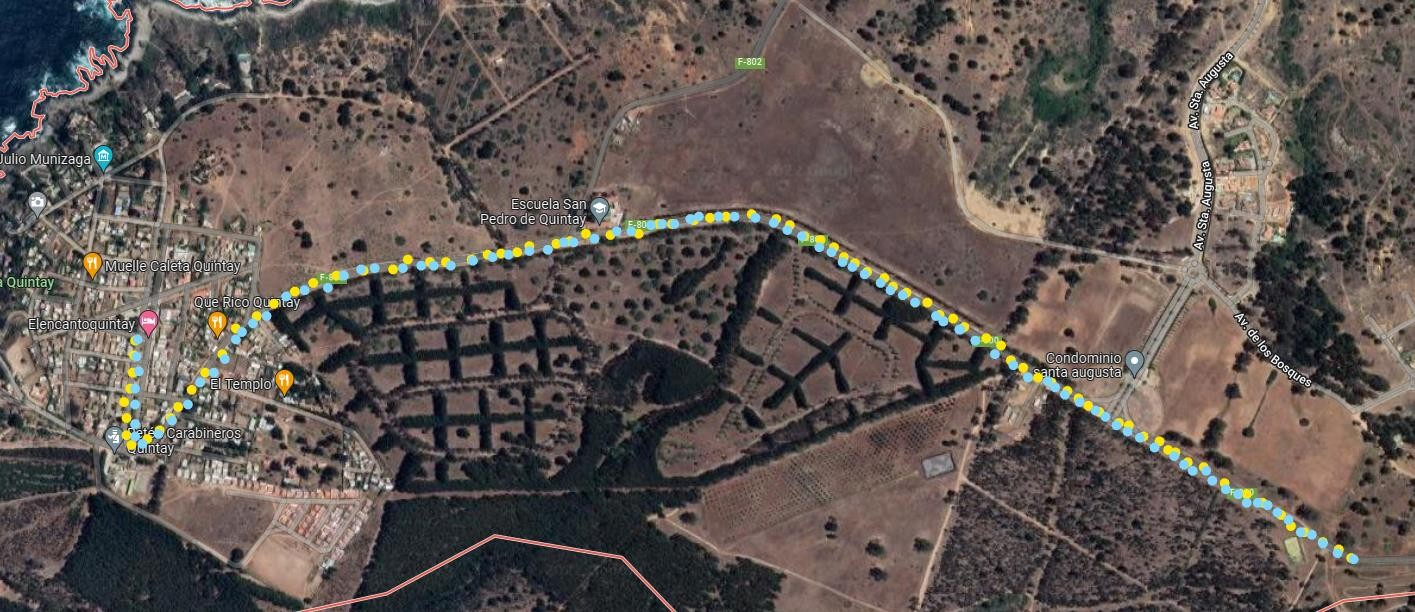 F-802
Av. Sta. Augusta
Julio Munizaga
Av. Sta. Augusta
Escuela San
Pedro de Quintay
F-80
Muelle Caleta Quintay
a Quintay
Que Rico Quintay
Elencantoquintay
Av. de los Bosques
Condominio
santa augusta
El Templo
Retén Carabineros
Quintay